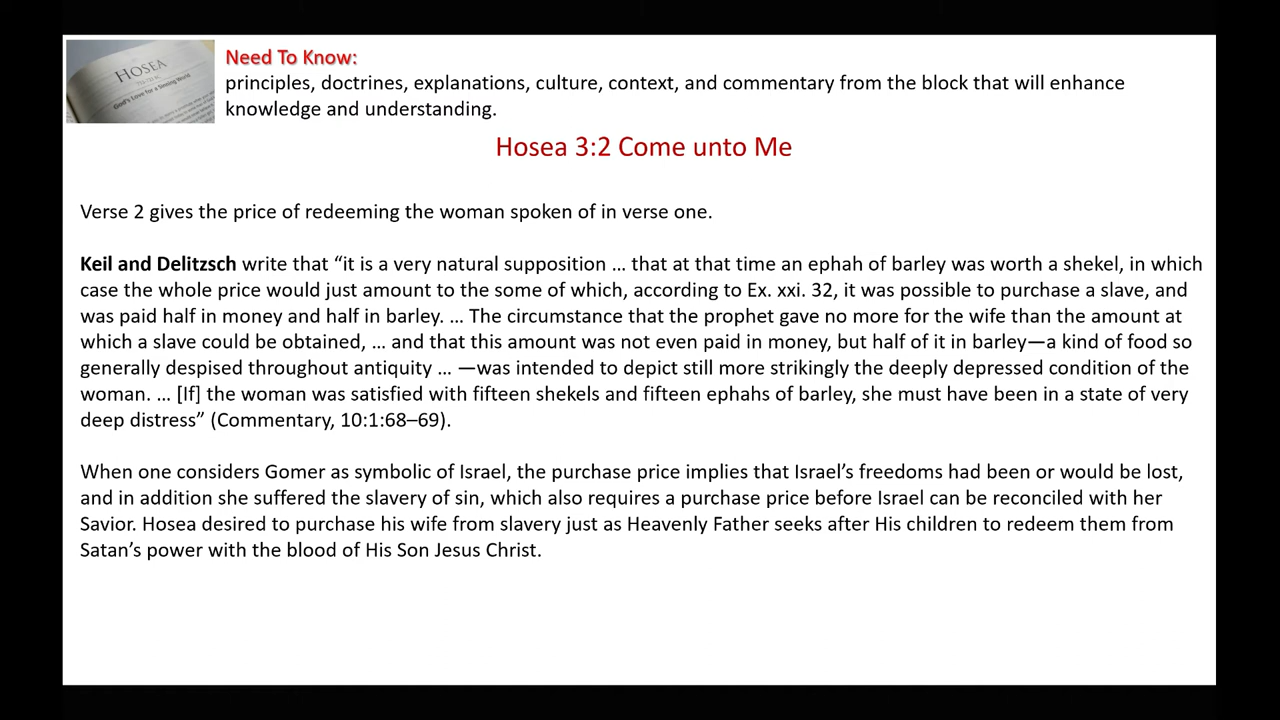 HOSEA
God's Love for a Sinning World
Need To Know:
principles, doctrines, explanations, culture, context, and commentary from the block that will enhance
knowledge and understanding.
Hosea 3:2 Come unto Me
Verse 2 gives the price of redeeming the woman spoken of in verse one.
Keil and Delitzsch write that “it is a very natural supposition … that at that time an ephah of barley was worth a shekel, in which
case the whole price would just amount to the some of which, according to Ex. xxi. 32, it was possible to purchase a slave, and
was paid half in money and half in barley. … The circumstance that the prophet gave no more for the wife than the amount at
which a slave could be obtained, … and that this amount was not even paid in money, but half of it in barley—a kind of food so
generally despised throughout antiquity … —was intended to depict still more strikingly the deeply depressed condition of the
woman. … [If] the woman was satisfied with fifteen shekels and fifteen ephahs of barley, she must have been in a state of very
deep distress” (Commentary, 10:1:68–69).
When one considers Gomer as symbolic of Israel, the purchase price implies that Israel’s freedoms had been or would be lost,
and in addition she suffered the slavery of sin, which also requires a purchase price before Israel can be reconciled with her
Savior. Hosea desired to purchase his wife from slavery just as Heavenly Father seeks after His children to redeem them from
Satan’s power with the blood of His Son Jesus Christ.